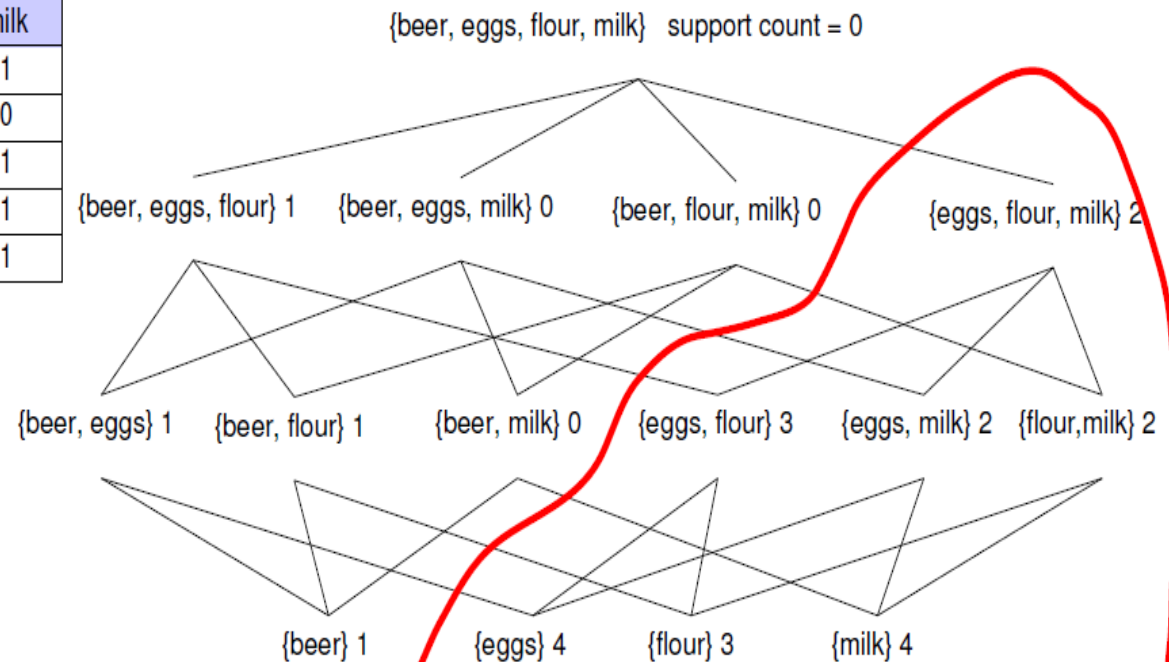 {beer, eggs, flour, milk} support count = 0
1
0
1
1
1
{beer, eggs, flour} 1 {beer, eggs, milk} 0 {beer, flour, milk} 0 {eggs, flour, milk} 2
{beer, eggs} 1 {beer, flour} 1 {beer, milk} 0 {eggs, flour} 3 {eggs, milk} 2 {flour,milk} 2
{beer} 1 {eggs} 4 {flour} 3 {milk} 4